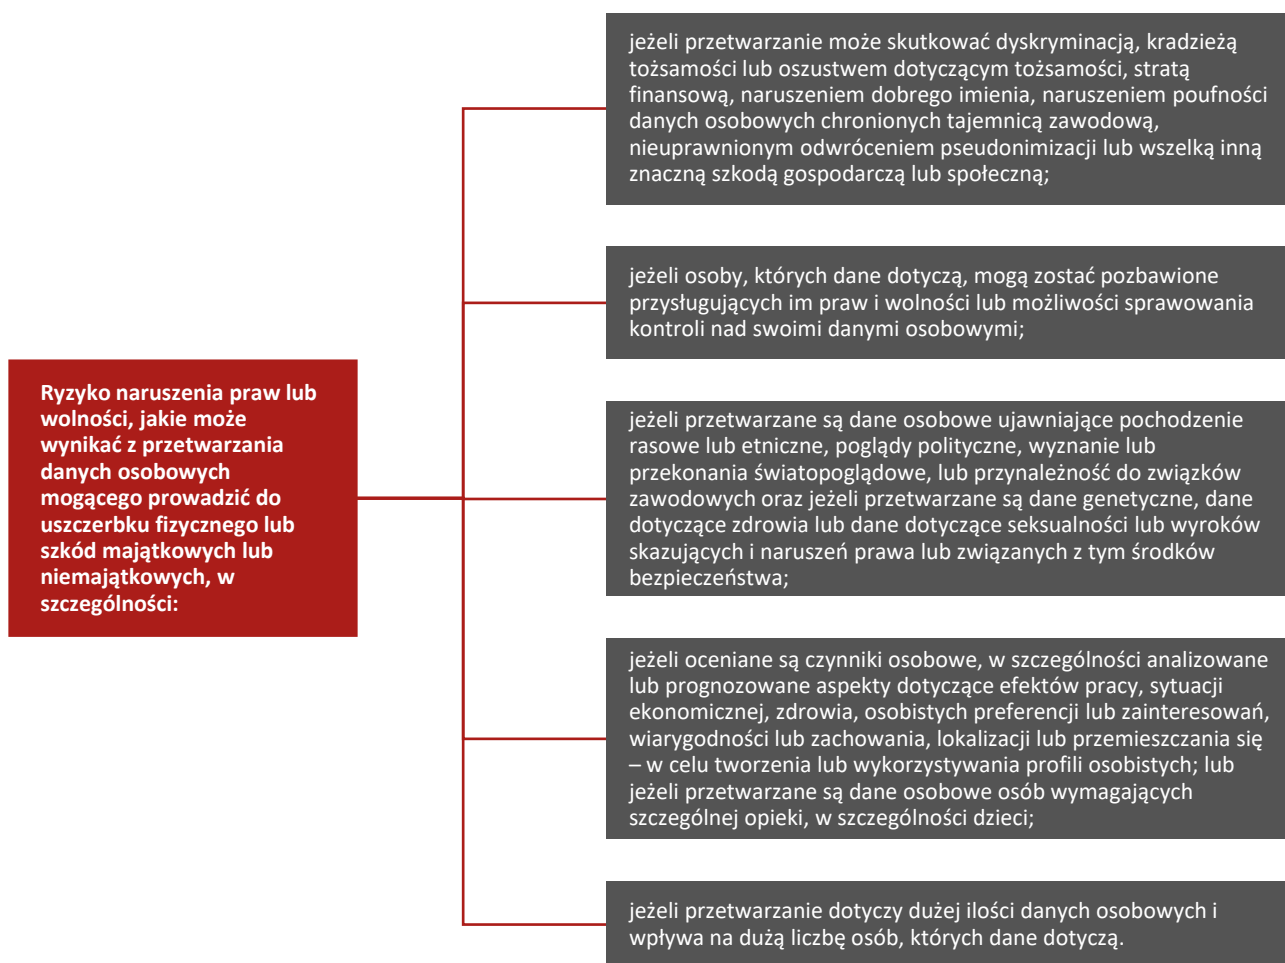 Ryzyko naruszenia praw lub
wolności, jakie może
wynikać z przetwarzania
danych osobowych
mogącego prowadzić do
uszczerbku fizycznego lub
szkód majątkowych lub
niemajątkowych, w
szczególności:
jeżeli przetwarzanie może skutkować dyskryminacją, kradzieżą
tożsamości lub oszustwem dotyczącym tożsamości, stratą
finansową, naruszeniem dobrego imienia, naruszeniem poufności
danych osobowych chronionych tajemnicą zawodową,
nieuprawnionym odwróceniem pseudonimizacji lub wszelką inną
znaczną szkodą gospodarczą lub społeczną;
jeżeli osoby, których dane dotyczą, mogą zostać pozbawione
przysługujących im praw i wolności lub możliwości sprawowania
kontroli nad swoimi danymi osobowymi;
jeżeli przetwarzane są dane osobowe ujawniające pochodzenie
rasowe lub etniczne, poglądy polityczne, wyznanie lub
przekonania światopoglądowe, lub przynależność do związków
zawodowych oraz jeżeli przetwarzane są dane genetyczne, dane
dotyczące zdrowia lub dane dotyczące seksualności lub wyroków
skazujących i naruszeń prawa lub związanych z tym środków
bezpieczeństwa;
jeżeli oceniane są czynniki osobowe, w szczególności analizowane
lub prognozowane aspekty dotyczące efektów pracy, sytuacji
ekonomicznej, zdrowia, osobistych preferencji lub zainteresowań,
wiarygodności lub zachowania, lokalizacji lub przemieszczania się
– w celu tworzenia lub wykorzystywania profili osobistych; lub
jeżeli przetwarzane są dane osobowe osób wymagających
szczególnej opieki, w szczególności dzieci;
jeżeli przetwarzanie dotyczy dużej ilości danych osobowych i
wpływa na dużą liczbę osób, których dane dotyczą.